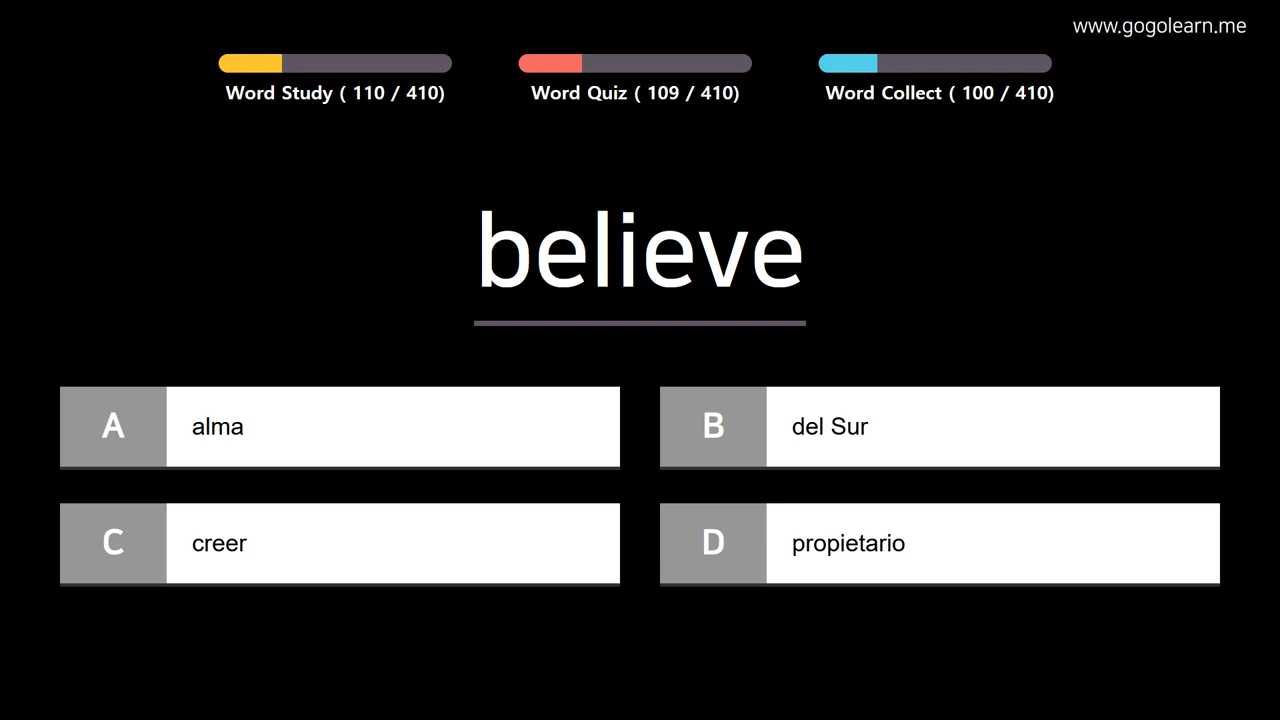 www.gogolearn.me
Word Study ( 110 / 410)
Word Quiz ( 109 / 410)
Word Collect ( 100 / 410)
believe
A alma
B del Sur
C creer
D propietario